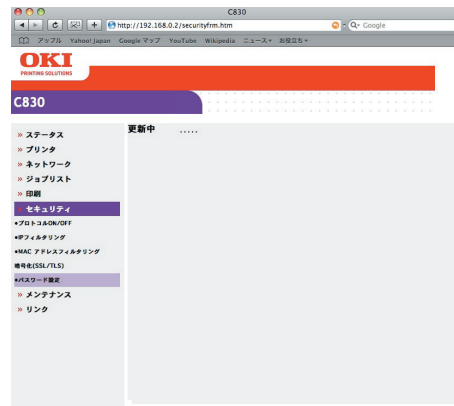 C830
http://192.168.0.2/securityfrm.htm
Google
アップル Yahoo! Japan Google マップ YouTube Wikipedia ニュース お役立ち
OKI
PRINTING SOLUTIONS
C830
更新中 .....
» ステータス
» プリンタ
» ネットワーク
» ジョブリスト
» 印刷
» セキュリティ
•プロトコルON/OFF
•IPフィルタリング
•MAC アドレスフィルタリング
暗号化(SSL/TLS)
•パスワード設定
» メンテナンス
» リンク